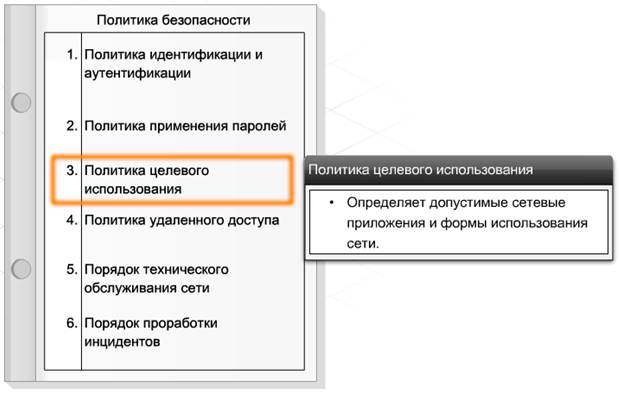 Политика безопасности
1. Политика идентификации и
аутентификации
2. Политика применения паролей
3. Политика целевого
использования
4. Политика удаленного доступа
5. Порядок технического
обслуживания сети
6. Порядок проработки
инцидентов
Политика целевого использования
• Определяет допустимые сетевые
приложения и формы использования
сети.